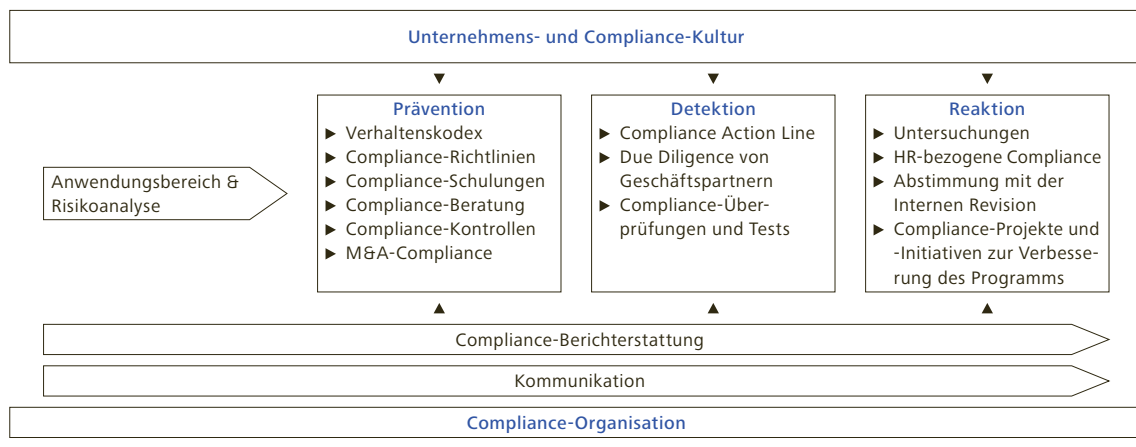 Unternehmens- und Compliance-Kultur
Anwendungsbereich &
Risikoanalyse
Prävention
► Verhaltenskodex
► Compliance-Richtlinien
► Compliance-Schulungen
► Compliance-Beratung
► Compliance-Kontrollen
► M&A-Compliance
Detektion
► Compliance Action Line
► Due Diligence von
Geschäftspartnern
► Compliance-Über-
prüfungen und Tests
Reaktion
► Untersuchungen
► HR-bezogene Compliance
► Abstimmung mit der
Internen Revision
► Compliance-Projekte und
-Initiativen zur Verbesse-
rung des Programms
Compliance-Berichterstattung
Kommunikation
Compliance-Organisation